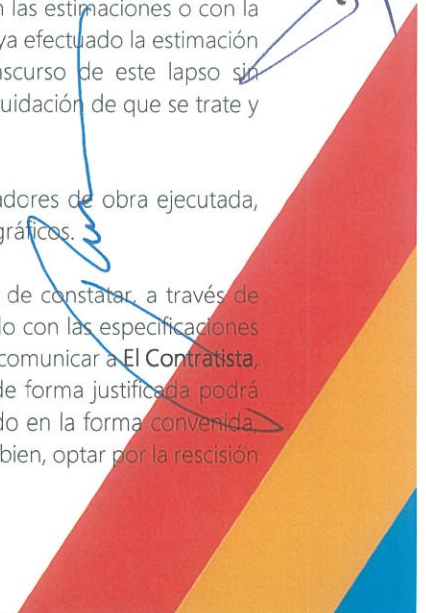 n las estimaciones o con la
ya efectuado la estimación
nscurso de este lapso sin
uidación de que se trate y
adores de obra ejecutada,
gráficos.
de constatar, a través de
do con las especificaciones
comunicar a El Contratista,
de forma justificada podrá
do en la forma convenida,
bien, optar por la rescisión